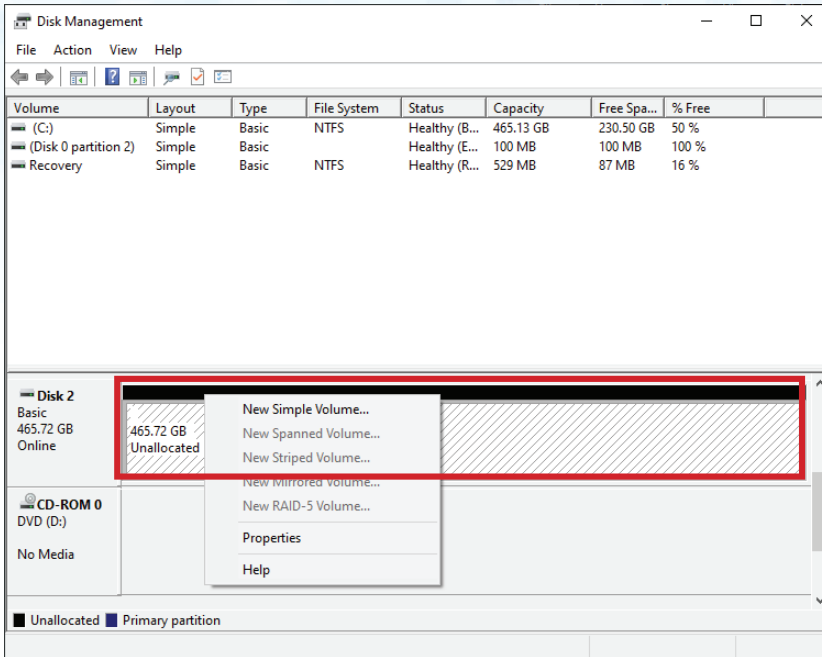 Disk Management
File Action View Help
Volume Layout Type File System Status Capacity Free Spa... % Free
(C:) Simple Basic NTFS Healthy (B... 465.13 GB 230.50 GB 50 %
(Disk 0 partition 2) Simple Basic Healthy (E... 100 MB 100 MB 100 %
Recovery Simple Basic NTFS Healthy (R... 529 MB 87 MB 16 %
Disk 2
Basic
465.72 GB
Online
465.72 GB
Unallocated
New Simple Volume...
New Spanned Volume...
New Striped Volume...
New Mirrored Volume...
New RAID-5 Volume...
Properties
Help
CD-ROM 0
DVD (D:)
No Media
Unallocated Primary partition